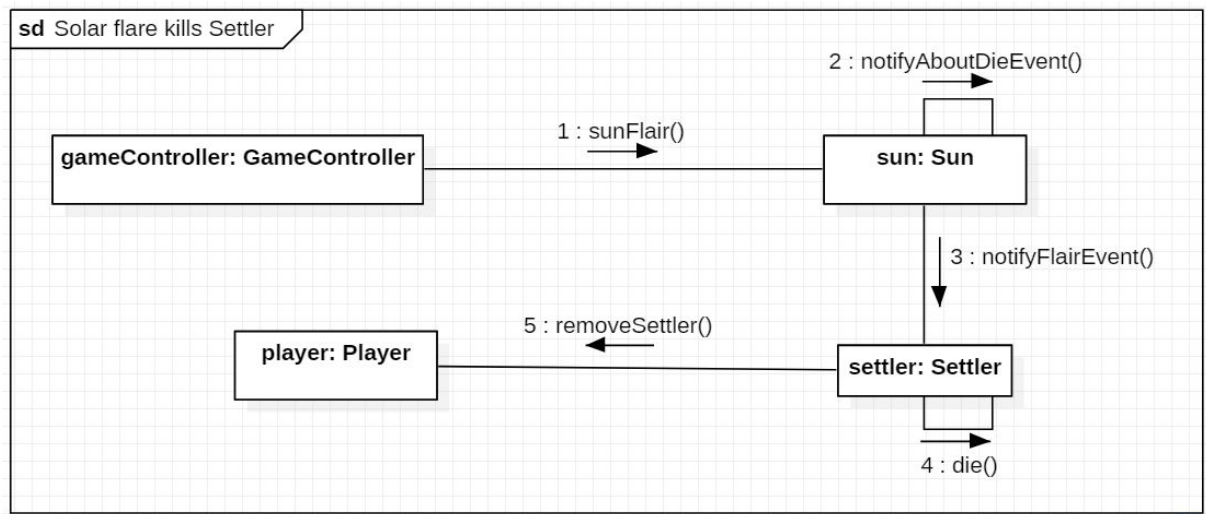 sd Solar flare kills Settler
2 : notifyAboutDieEvent()
1 : sunFlair()
gameController: GameController
sun: Sun
3 : notifyFlairEvent()
5 : removeSettler()
player: Player
settler: Settler
4 : die()